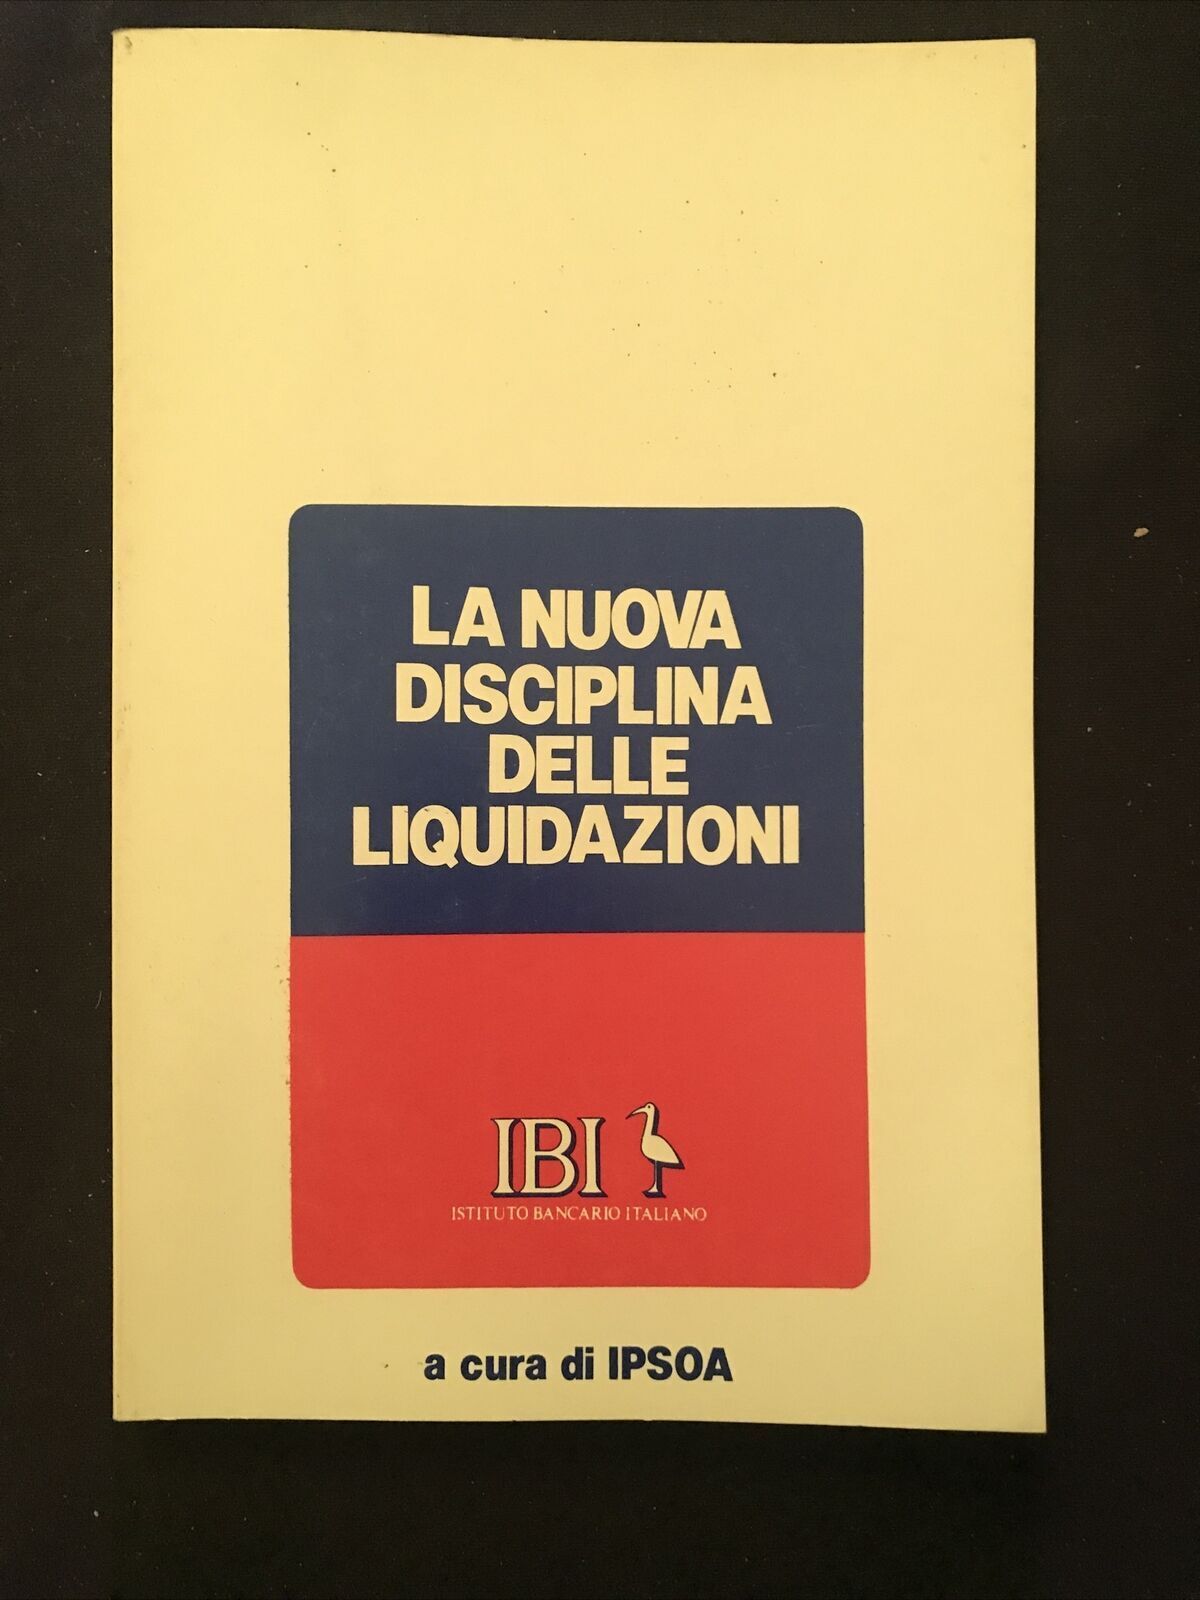 LA NUOVA
DISCIPLINA
DELLE
LIQUIDAZIONI
IBI
ISTITUTO BANCARIO ITALIANO
a cura di IPSOA